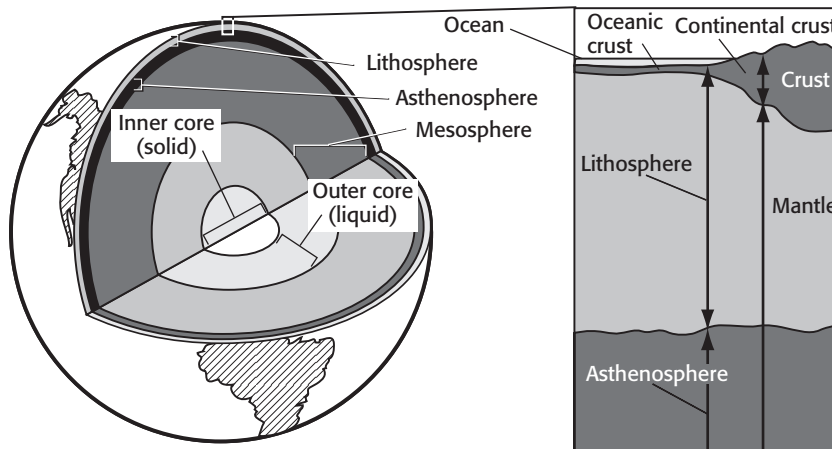 Lithosphere
Asthenosphere
Mesosphere
Inner core
(solid)
Outer core
(liquid)
Ocean
Oceanic
crust
Continental crust
Crust
Lithosphere
Mantle
Asthenosphere